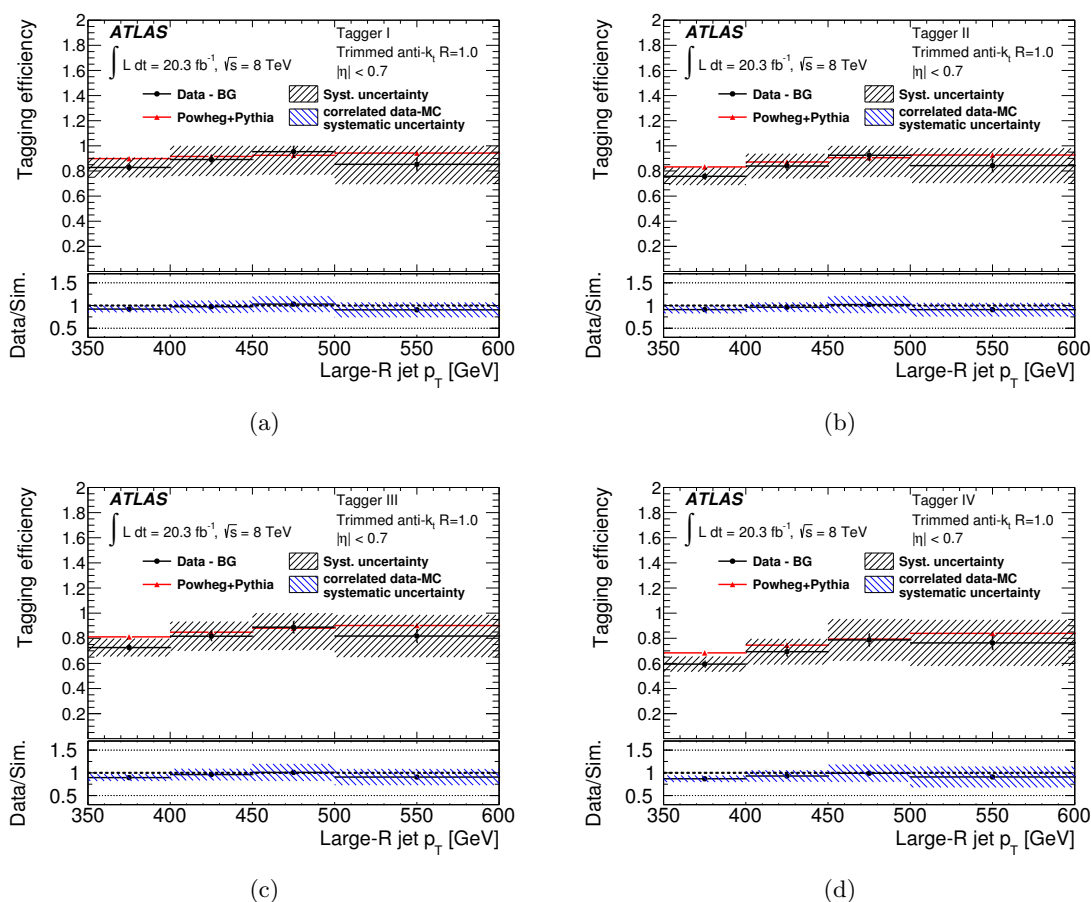 ATLAS
∫ L dt = 20.3 fb⁻¹, √s = 8 TeV
Tagger I
Trimmed anti-kₜ R=1.0
|η| < 0.7
Data - BG
Powheg+Pythia
Syst. uncertainty
correlated data-MC
systematic uncertainty
Tagging efficiency
2
1.8
1.6
1.4
1.2
1
0.8
0.6
0.4
0.2
Data/Sim.
1.5
1
0.5
350 400 450 500 550 600
Large-R jet p_T [GeV]
(a)
ATLAS
∫ L dt = 20.3 fb⁻¹, √s = 8 TeV
Tagger II
Trimmed anti-kₜ R=1.0
|η| < 0.7
Data - BG
Powheg+Pythia
Syst. uncertainty
correlated data-MC
systematic uncertainty
Tagging efficiency
2
1.8
1.6
1.4
1.2
1
0.8
0.6
0.4
0.2
Data/Sim.
1.5
1
0.5
350 400 450 500 550 600
Large-R jet p_T [GeV]
(b)
ATLAS
∫ L dt = 20.3 fb⁻¹, √s = 8 TeV
Tagger III
Trimmed anti-kₜ R=1.0
|η| < 0.7
Data - BG
Powheg+Pythia
Syst. uncertainty
correlated data-MC
systematic uncertainty
Tagging efficiency
2
1.8
1.6
1.4
1.2
1
0.8
0.6
0.4
0.2
Data/Sim.
1.5
1
0.5
350 400 450 500 550 600
Large-R jet p_T [GeV]
(c)
ATLAS
∫ L dt = 20.3 fb⁻¹, √s = 8 TeV
Tagger IV
Trimmed anti-kₜ R=1.0
|η| < 0.7
Data - BG
Powheg+Pythia
Syst. uncertainty
correlated data-MC
systematic uncertainty
Tagging efficiency
2
1.8
1.6
1.4
1.2
1
0.8
0.6
0.4
0.2
Data/Sim.
1.5
1
0.5
350 400 450 500 550 600
Large-R jet p_T [GeV]
(d)